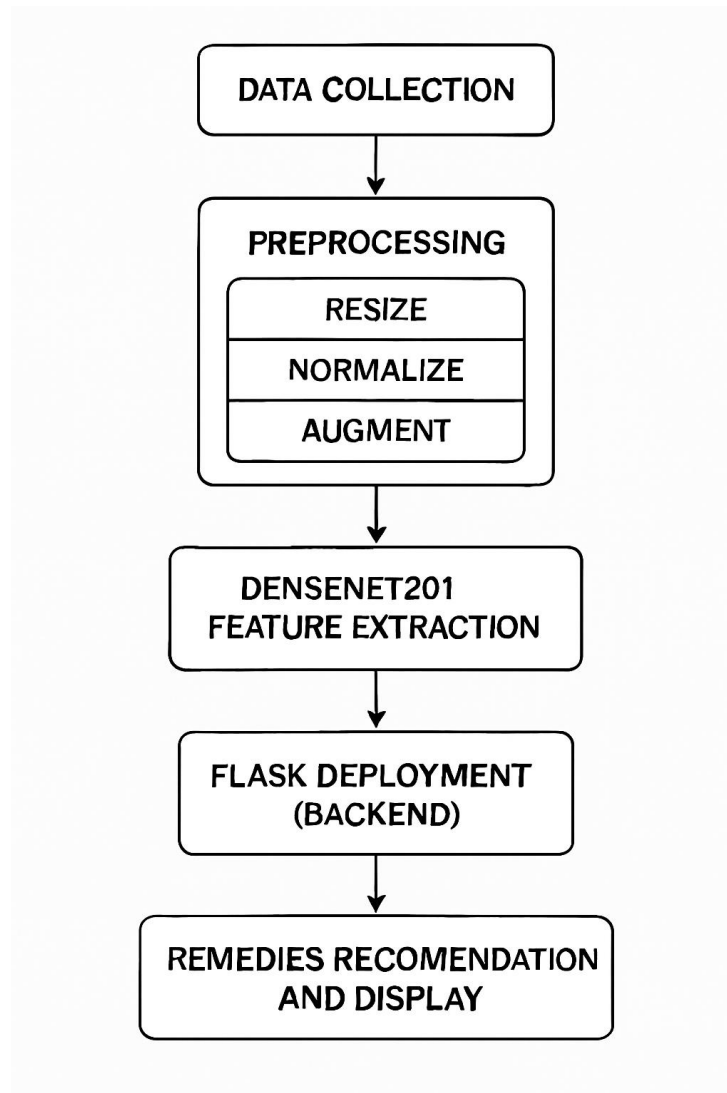 DATA COLLECTION
PREPROCESSING
RESIZE
NORMALIZE
AUGMENT
DENSENET201
FEATURE EXTRACTION
FLASK DEPLOYMENT
(BACKEND)
REMEDIES RECOMENDATION
AND DISPLAY